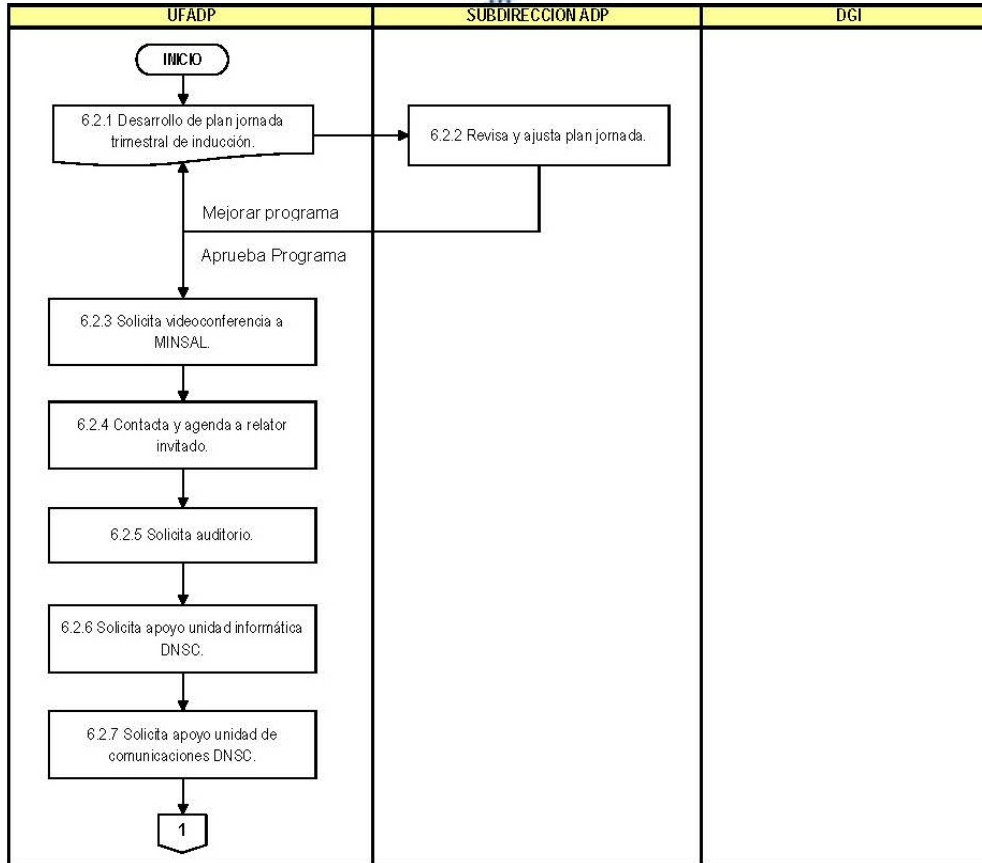 UFADP
SUBDIRECCION ADP
DGI
INICIO
6.2.1 Desarrollo de plan jornada
trimestral de inducción.
6.2.2 Revisa y ajusta plan jornada.
Mejorar programa
Aprueba Programa
6.2.3 Solicita videoconferencia a
MINSAL.
6.2.4 Contacta y agenda a relator
invitado.
6.2.5 Solicita auditorio.
6.2.6 Solicita apoyo unidad informática
DNSC.
6.2.7 Solicita apoyo unidad de
comunicaciones DNSC.
1